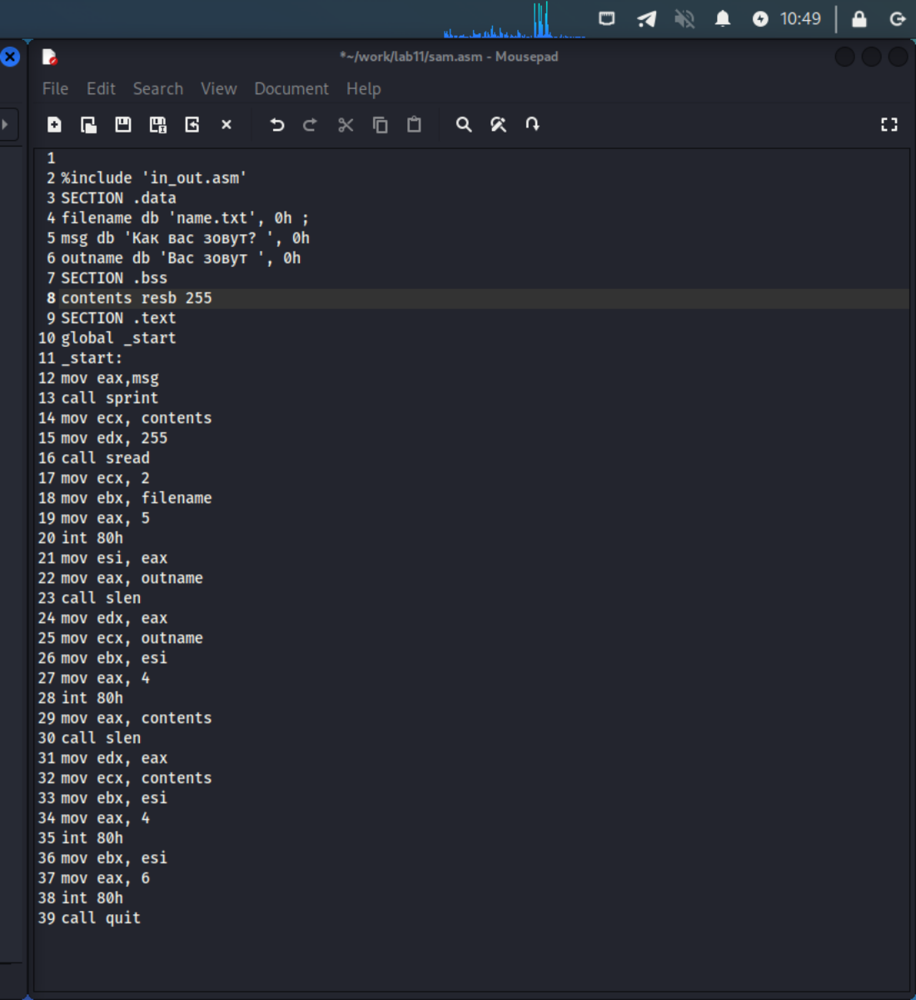 10:49
*~/work/lab11/sam.asm - Mousepad
File Edit Search View Document Help
1
2 %include 'in_out.asm'
3 SECTION .data
4 filename db 'name.txt', 0h ;
5 msg db 'Как вас зовут? ', 0h
6 outname db 'Вас зовут ', 0h
7 SECTION .bss
8 contents resb 255
9 SECTION .text
10 global _start
11 _start:
12 mov eax,msg
13 call sprint
14 mov ecx, contents
15 mov edx, 255
16 call sread
17 mov ecx, 2
18 mov ebx, filename
19 mov eax, 5
20 int 80h
21 mov esi, eax
22 mov eax, outname
23 call slen
24 mov edx, eax
25 mov ecx, outname
26 mov ebx, esi
27 mov eax, 4
28 int 80h
29 mov eax, contents
30 call slen
31 mov edx, eax
32 mov ecx, contents
33 mov ebx, esi
34 mov eax, 4
35 int 80h
36 mov ebx, esi
37 mov eax, 6
38 int 80h
39 call quit